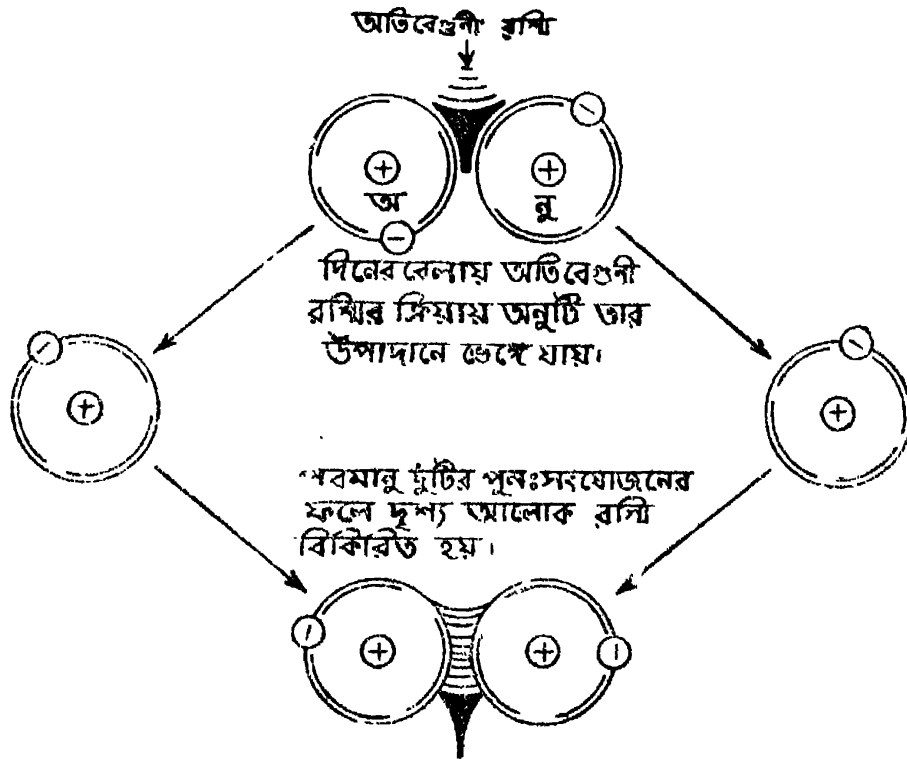 অতিবেগুনী রশ্মি
অ
নু
দিনের বেলায় অতিবেগুনী
রশ্মির ক্রিয়ায় অনুটি তার
উপাদানে ভেঙ্গে যায়।
পরমানু দুটির পুনঃসংযোজনের
ফলে দৃশ্য আলোক রশ্মি
বিকিরিত হয়।